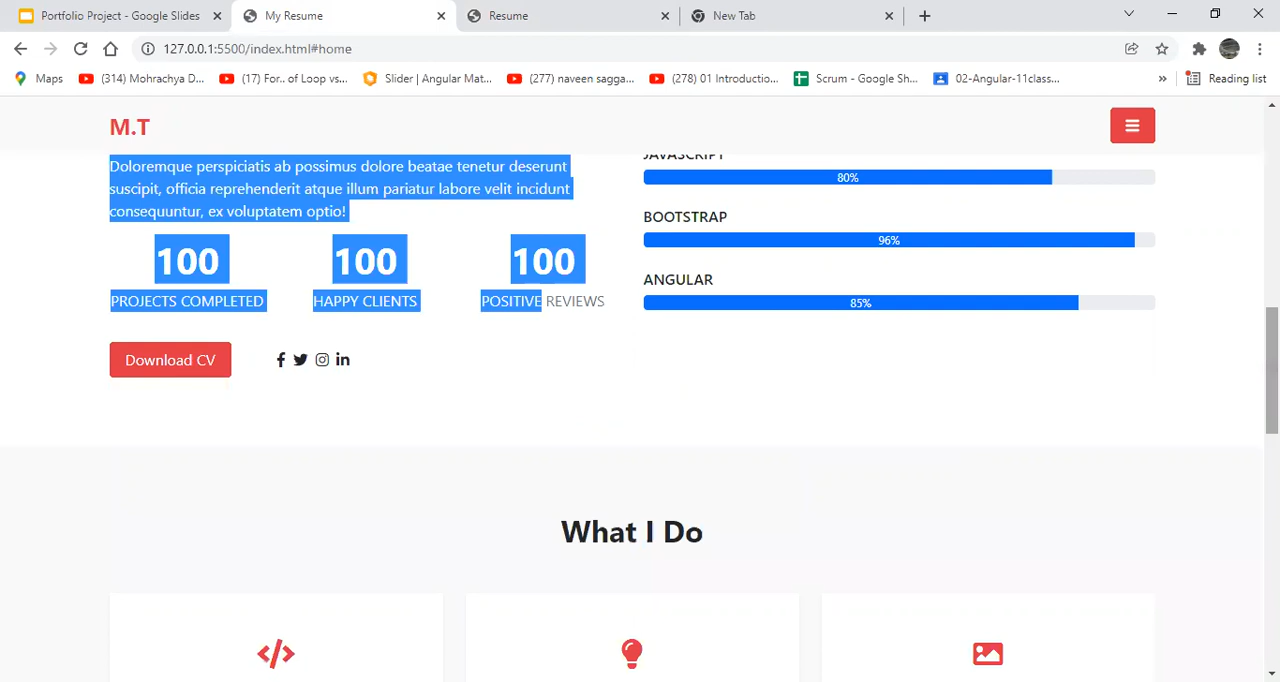 Portfolio Project - Google Slides
My Resume
Resume
New Tab
127.0.0.1:5500/index.html#home
Maps
(314) Mohrachya D...
(17) For.. of Loop vs...
Slider | Angular Mat...
(277) naveen sagga...
(278) 01 Introductio...
Scrum - Google Sh...
02-Angular-11class...
»
Reading list
M.T
Doloremque perspiciatis ab possimus dolore beatae tenetur deserunt
suscipit, officia reprehenderit atque illum pariatur labore velit incidunt
consequuntur, ex voluptatem optio!
100
PROJECTS COMPLETED
100
HAPPY CLIENTS
100
POSITIVE REVIEWS
Download CV
JAVASCRIPT
80%
BOOTSTRAP
96%
ANGULAR
85%
What I Do